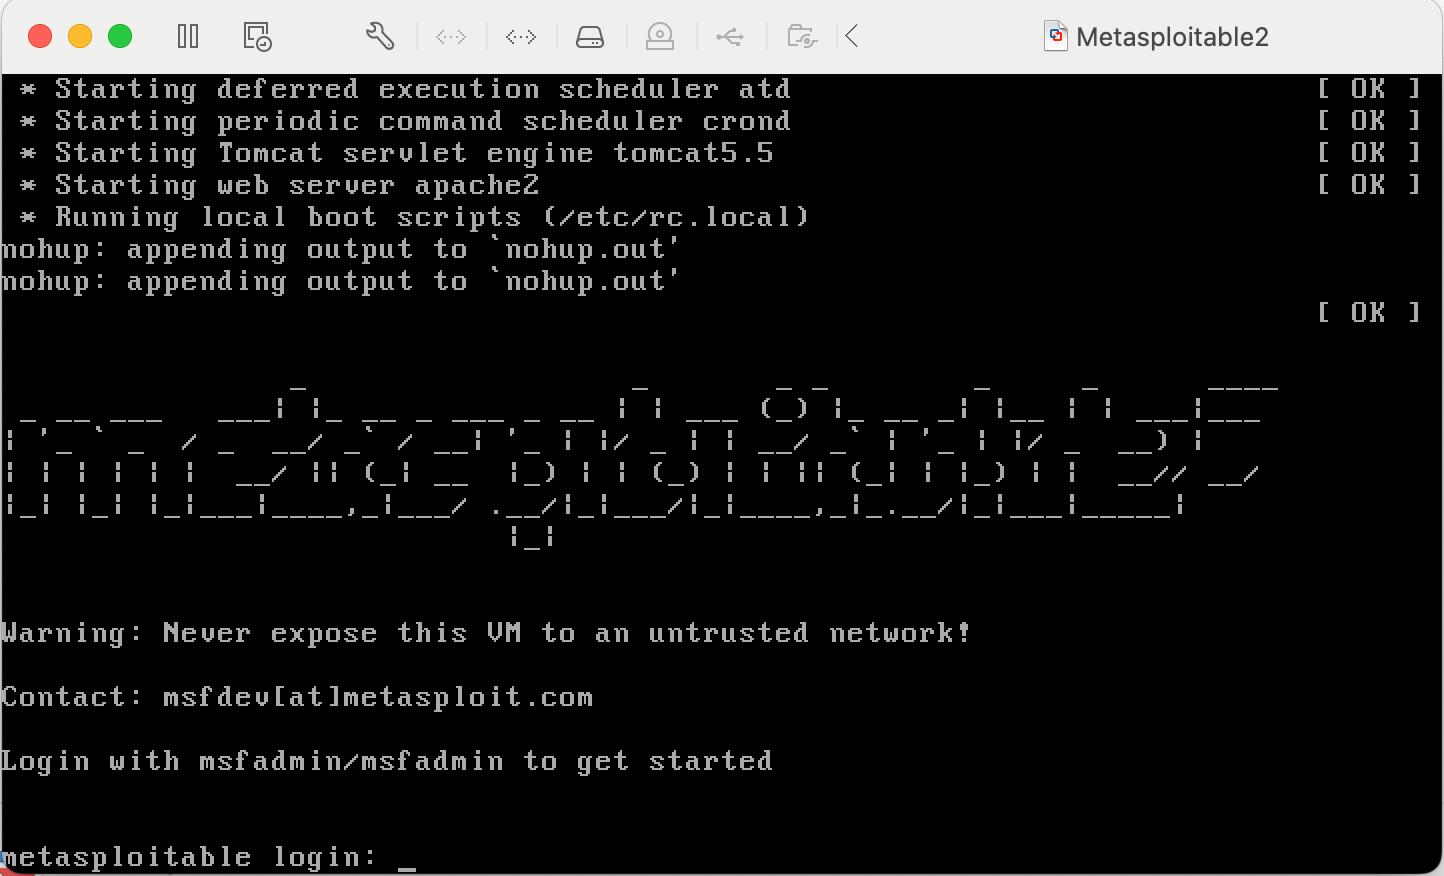 Metasploitable2
 * Starting deferred execution scheduler atd [ OK ]
 * Starting periodic command scheduler crond [ OK ]
 * Starting Tomcat servlet engine tomcat5.5 [ OK ]
 * Starting web server apache2 [ OK ]
 * Running local boot scripts (/etc/rc.local)
nohup: appending output to `nohup.out'
nohup: appending output to `nohup.out'
[ OK ]
metasploitable2
Warning: Never expose this VM to an untrusted network!
Contact: msfdev[at]metasploit.com
Login with msfadmin/msfadmin to get started
metasploitable login: _